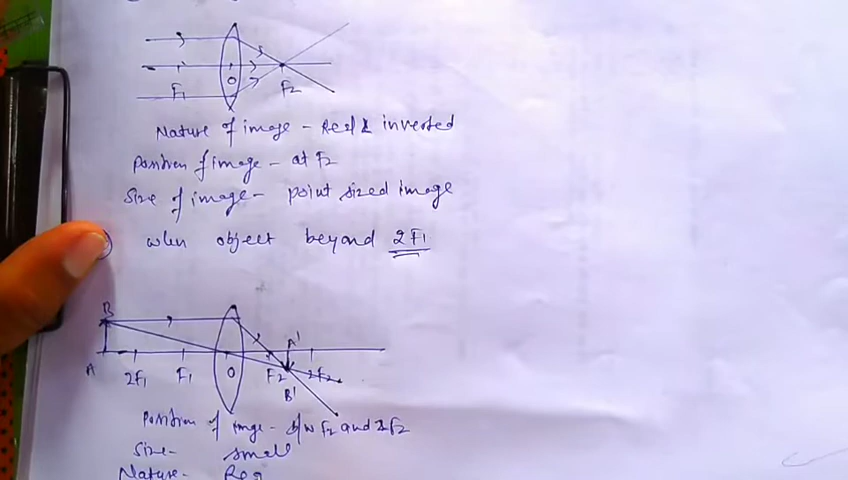 F1 O F2
Nature of image - Real & inverted
Position of image - at F2
Size of image - point sized image
when object beyond 2F1
B
A'
A 2F1 F1 O F2 2F2
B'
Position of image - b/w F2 and 2F2
Size - small
Nature - Rea